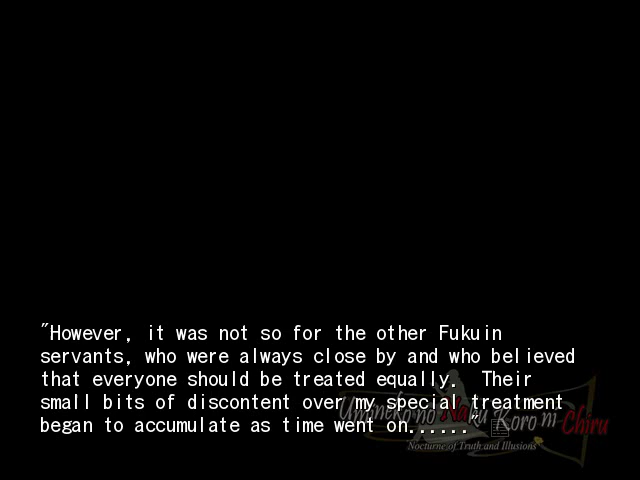 "However, it was not so for the other Fukuin
servants, who were always close by and who believed
that everyone should be treated equally.  Their
small bits of discontent over my special treatment
began to accumulate as time went on......"
Umineko no Naku Koro ni Chiru
Nocturne of Truth and Illusions